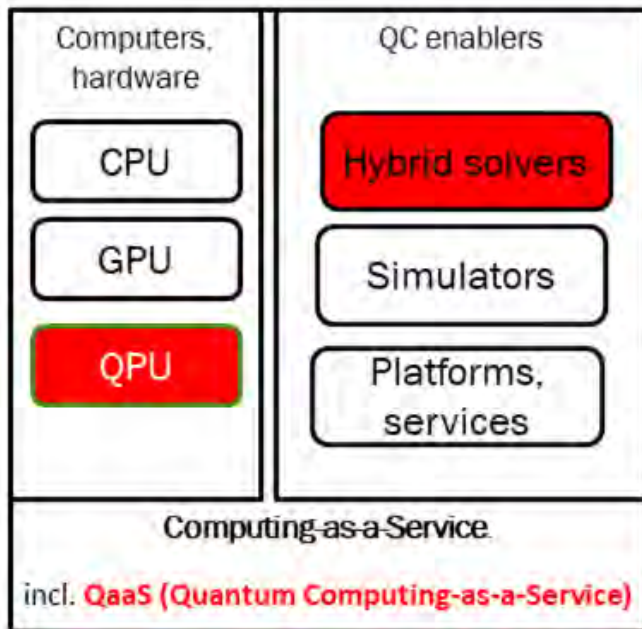 Computers,
hardware
CPU
GPU
QPU
QC enablers
Hybrid solvers
Simulators
Platforms,
services
Computing-as-a-Service
incl. QaaS (Quantum Computing-as-a-Service)